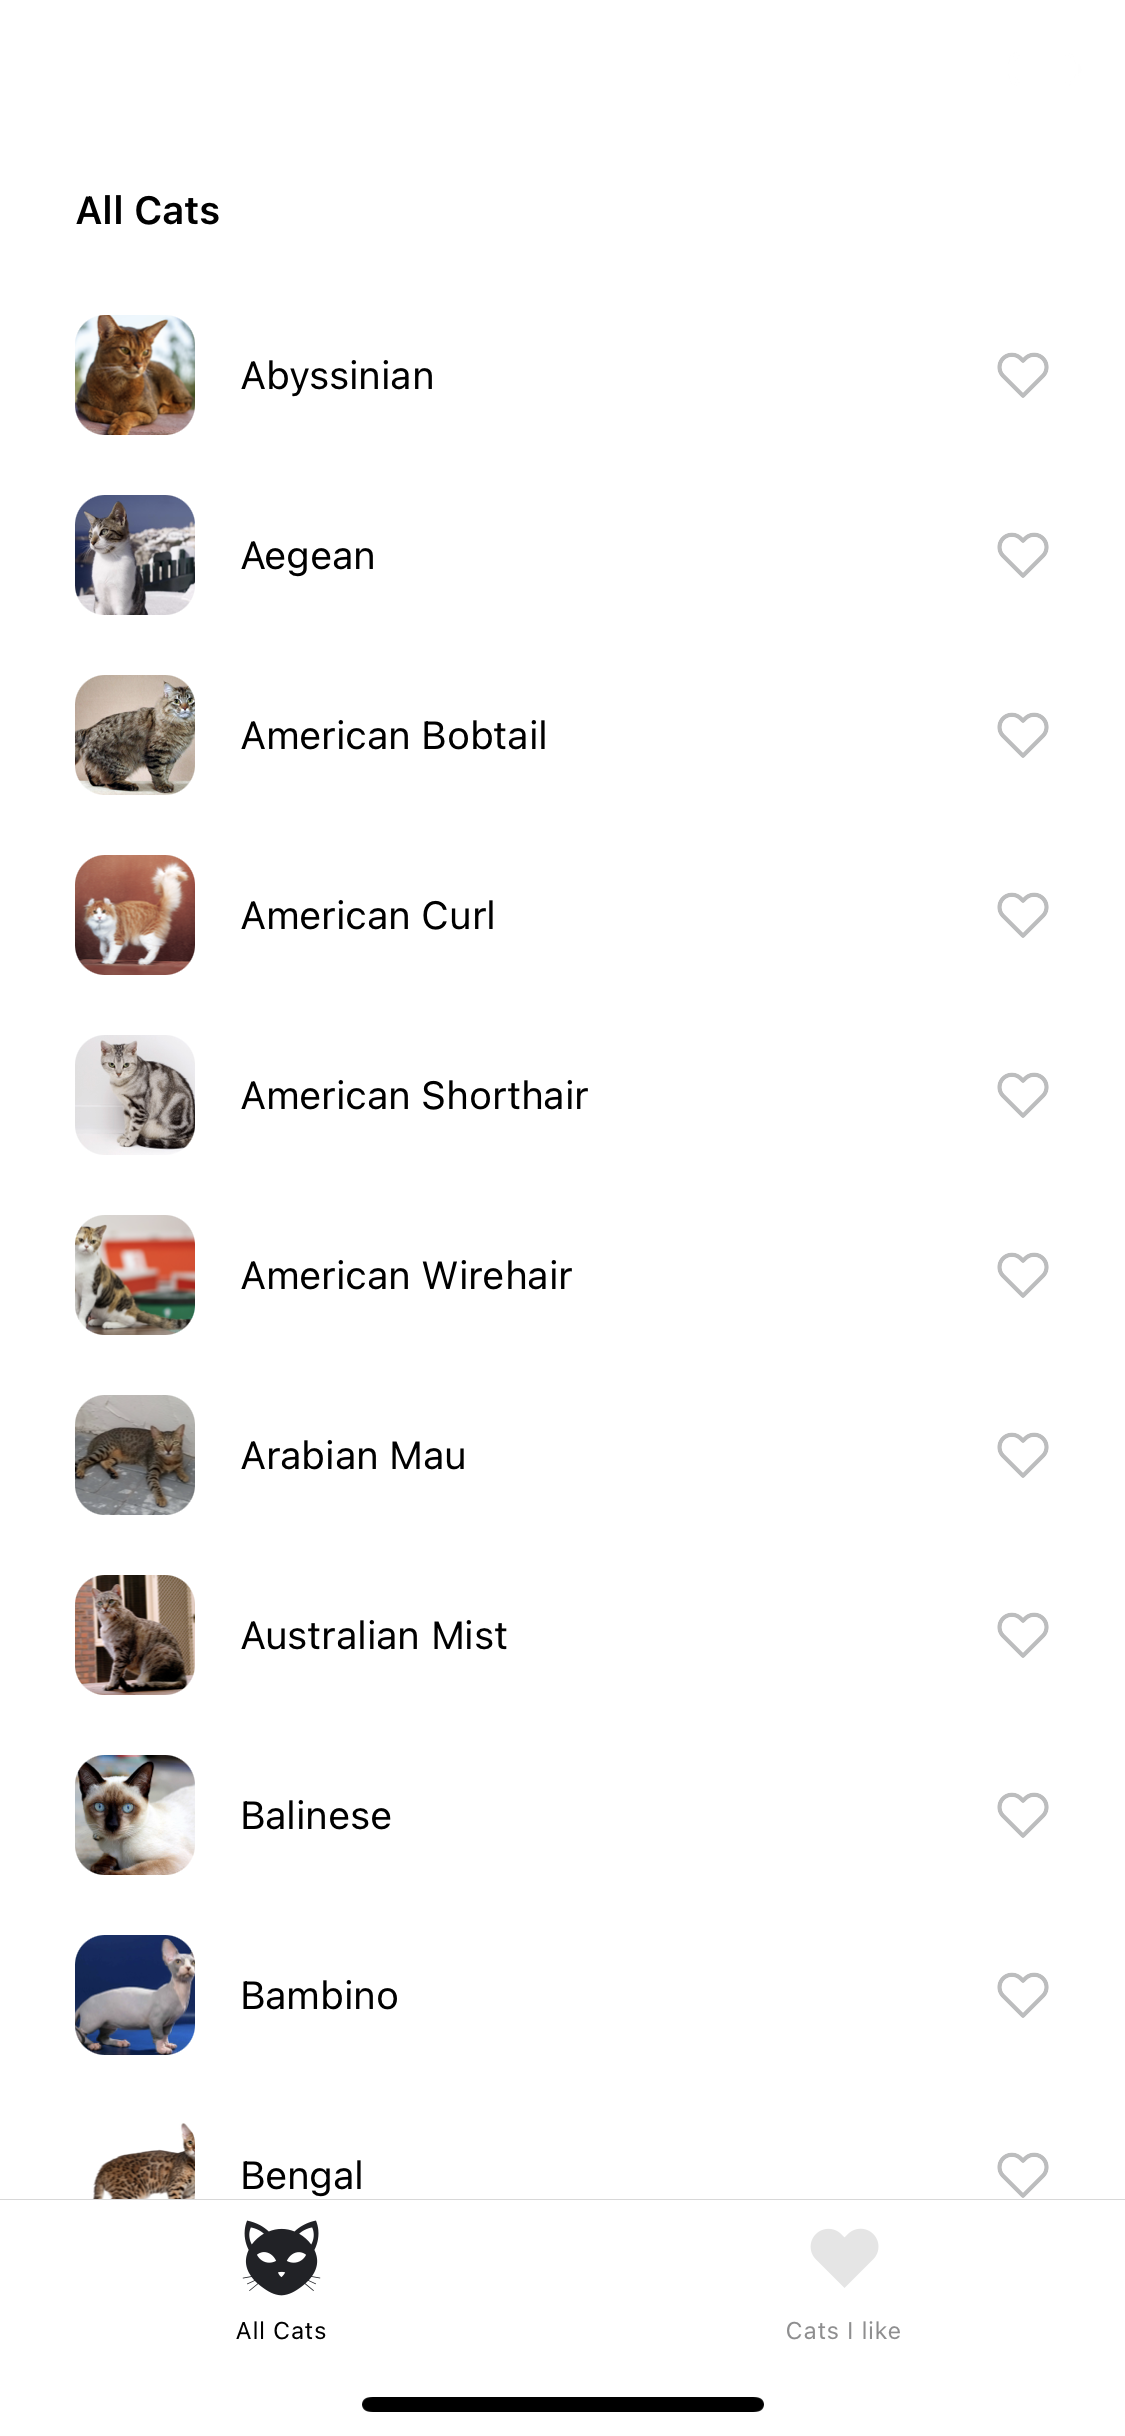 All Cats
Abyssinian
Aegean
American Bobtail
American Curl
American Shorthair
American Wirehair
Arabian Mau
Australian Mist
Balinese
Bambino
Bengal
All Cats
Cats I like